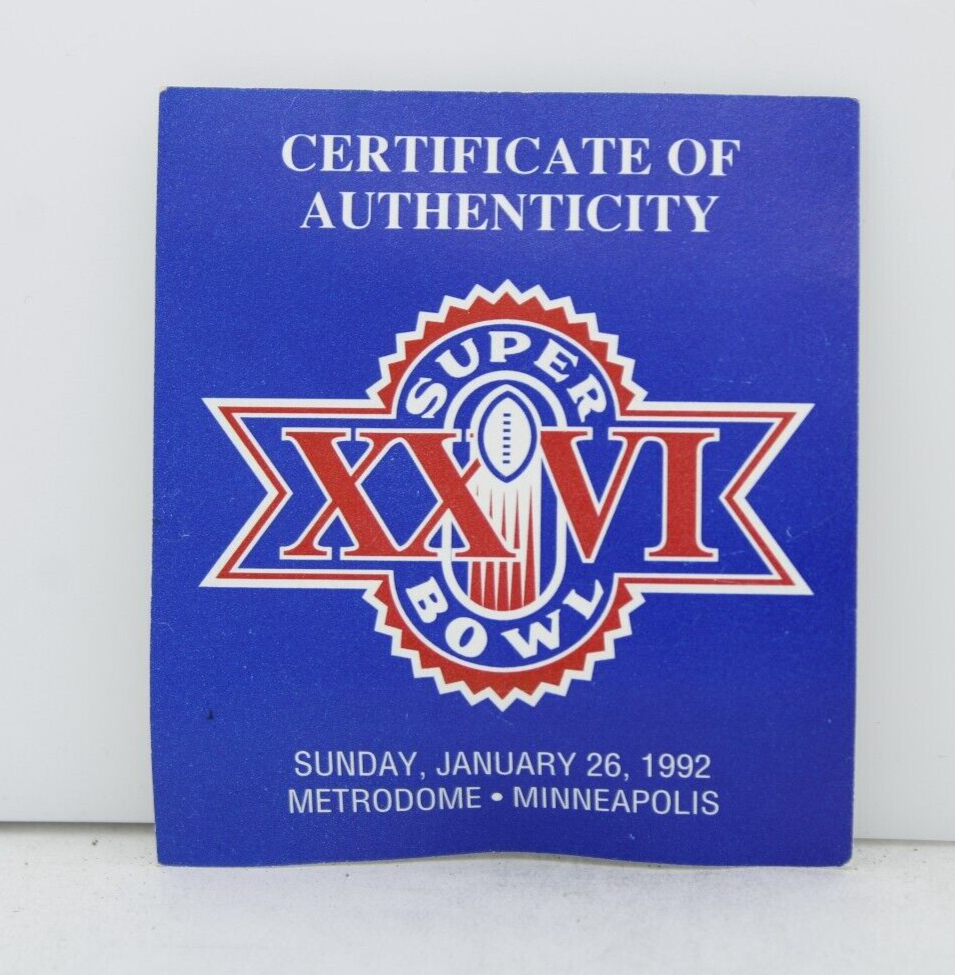 CERTIFICATE OF
AUTHENTICITY
SUPER
XXVI
BOWL
SUNDAY, JANUARY 26, 1992
METRODOME • MINNEAPOLIS